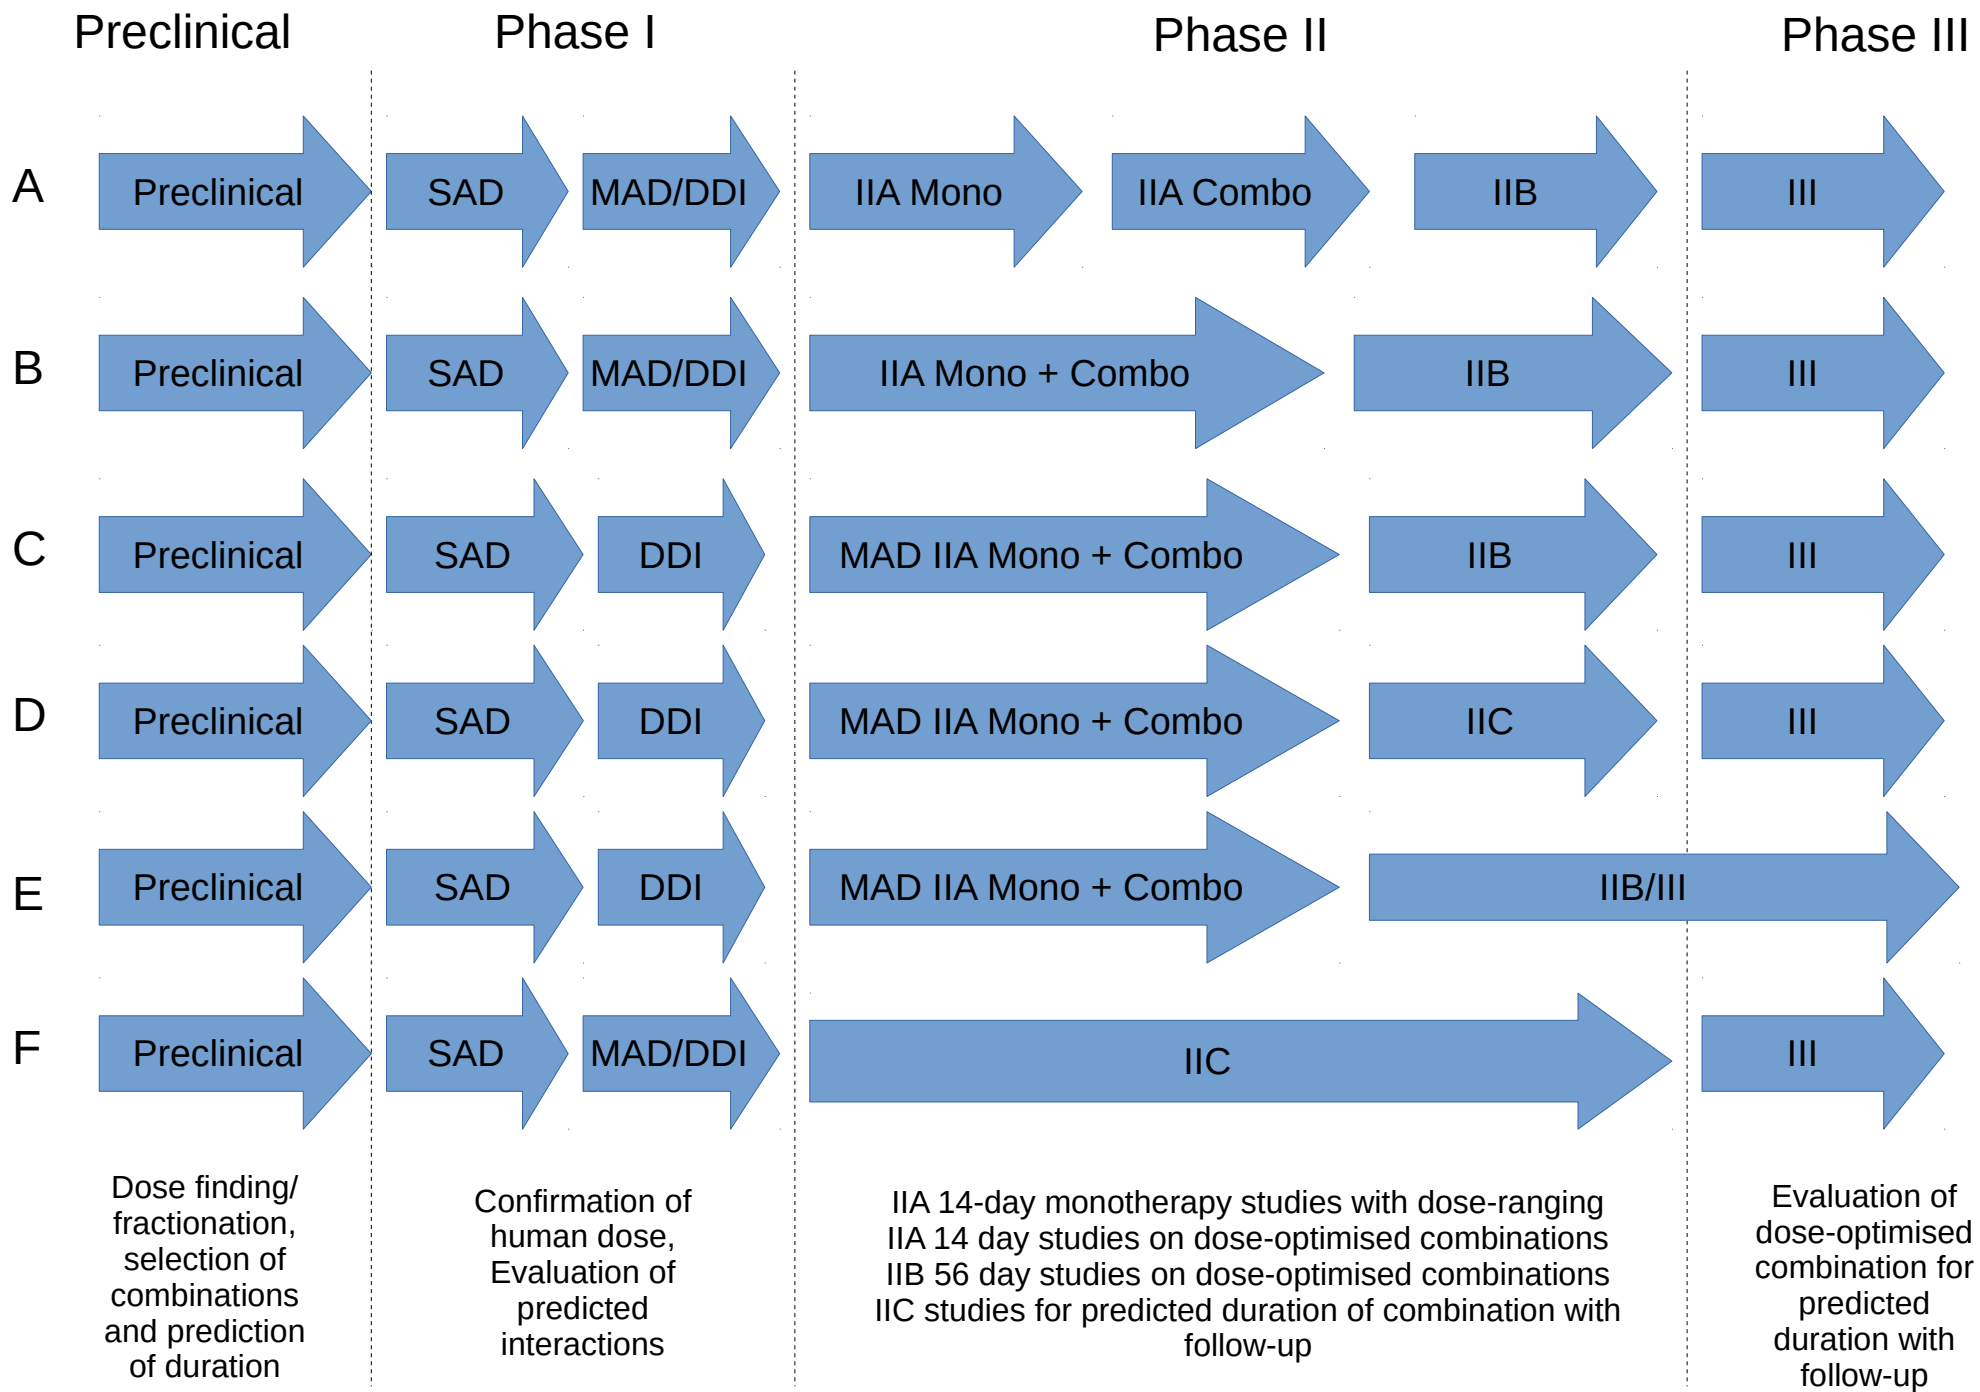 Preclinical
Phase I
Phase II
Phase III
A
Preclinical
SAD
MAD/DDI
IIA Mono
IIA Combo
IIB
III
B
Preclinical
SAD
MAD/DDI
IIA Mono + Combo
IIB
III
C
Preclinical
SAD
DDI
MAD IIA Mono + Combo
IIB
III
D
Preclinical
SAD
DDI
MAD IIA Mono + Combo
IIC
III
E
Preclinical
SAD
DDI
MAD IIA Mono + Combo
IIB/III
F
Preclinical
SAD
MAD/DDI
IIC
III
Dose finding/
fractionation,
selection of
combinations
and prediction
of duration
Confirmation of
human dose,
Evaluation of
predicted
interactions
IIA 14-day monotherapy studies with dose-ranging
IIA 14 day studies on dose-optimised combinations
IIB 56 day studies on dose-optimised combinations
IIC studies for predicted duration of combination with
follow-up
Evaluation of
dose-optimised
combination for
predicted
duration with
follow-up